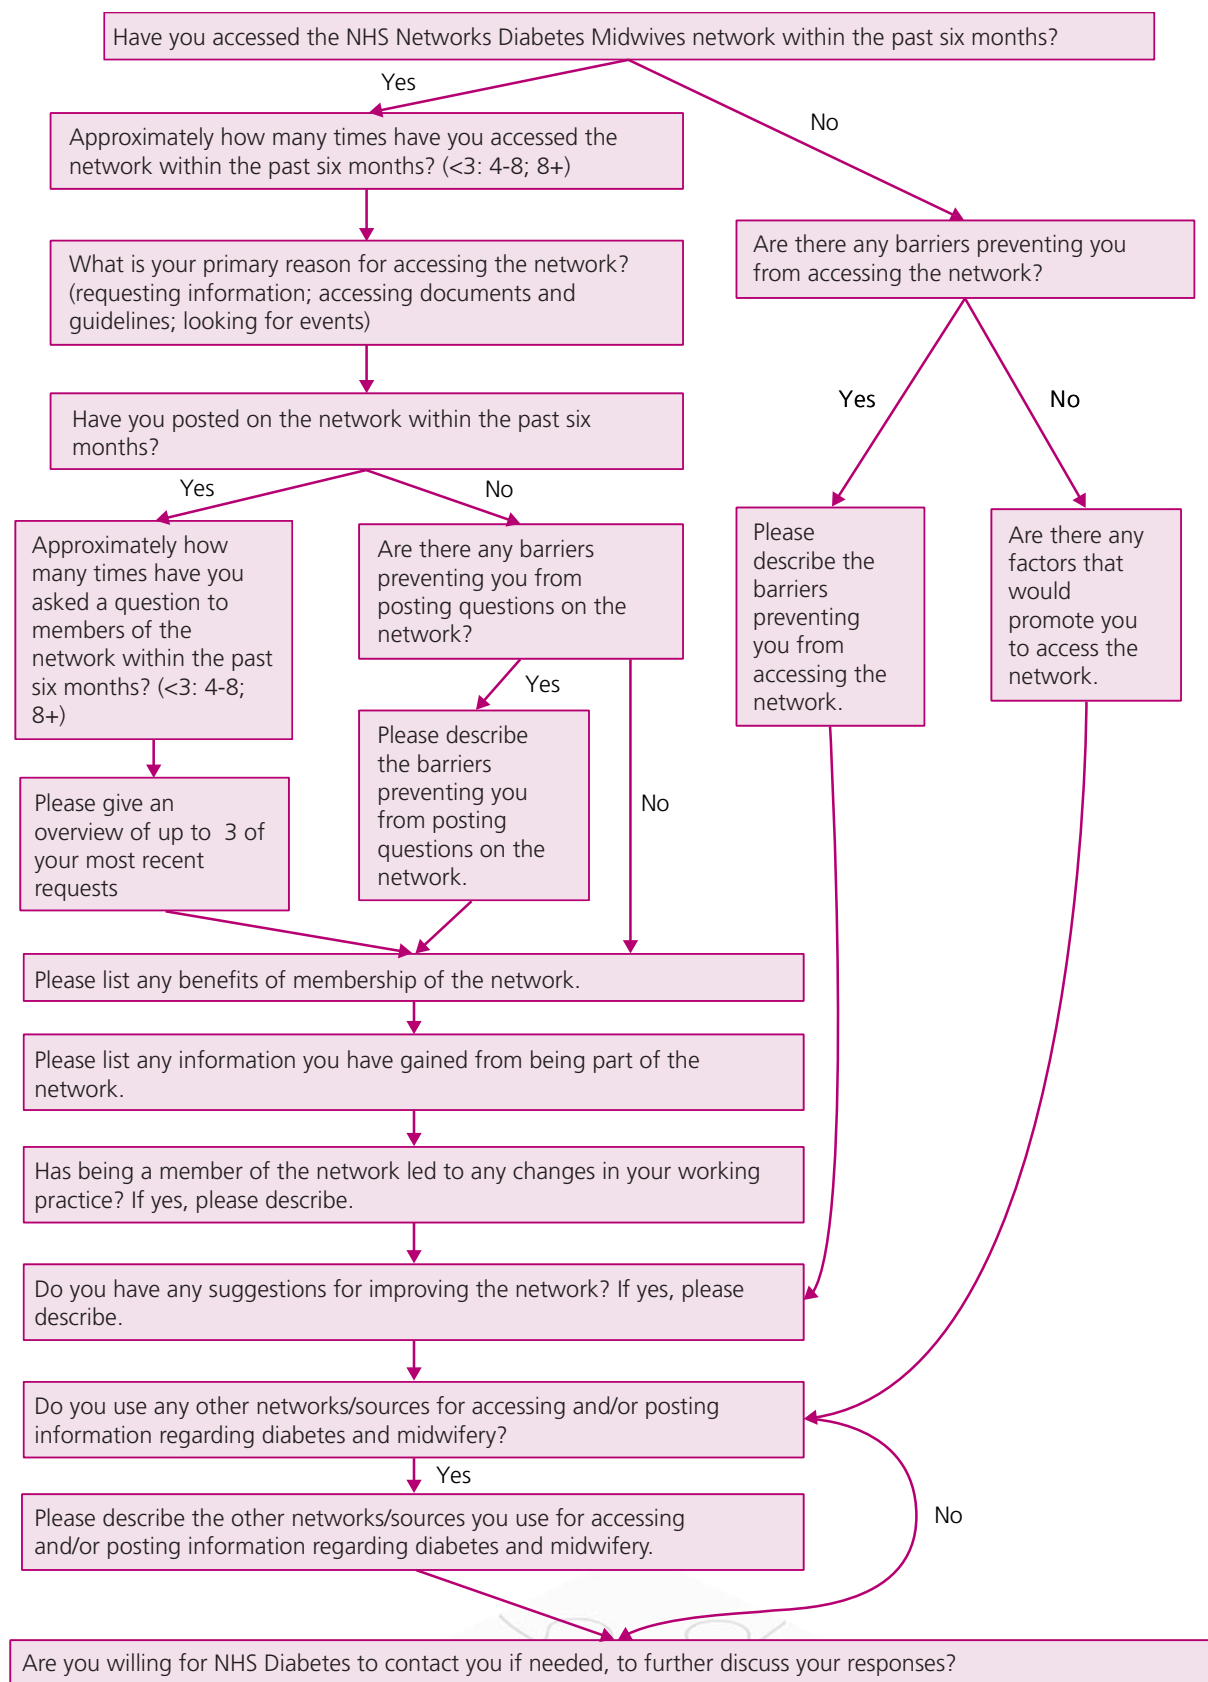 Have you accessed the NHS Networks Diabetes Midwives network within the past six months?
Yes
No
Approximately how many times have you accessed the
network within the past six months? (<3: 4-8; 8+)
What is your primary reason for accessing the network?
(requesting information; accessing documents and
guidelines; looking for events)
Are there any barriers preventing you
from accessing the network?
Have you posted on the network within the past six
months?
Yes
No
Yes
No
Approximately how
many times have you
asked a question to
members of the
network within the past
six months? (<3: 4-8;
8+)
Are there any barriers
preventing you from
posting questions on the
network?
Please
describe the
barriers
preventing
you from
accessing the
network.
Are there any
factors that
would
promote you
to access the
network.
Yes
No
Please describe
the barriers
preventing you
from posting
questions on the
network.
Please give an
overview of up to 3 of
your most recent
requests
Please list any benefits of membership of the network.
Please list any information you have gained from being part of the
network.
Has being a member of the network led to any changes in your working
practice? If yes, please describe.
Do you have any suggestions for improving the network? If yes, please
describe.
Do you use any other networks/sources for accessing and/or posting
information regarding diabetes and midwifery?
Yes
No
Please describe the other networks/sources you use for accessing
and/or posting information regarding diabetes and midwifery.
Are you willing for NHS Diabetes to contact you if needed, to further discuss your responses?